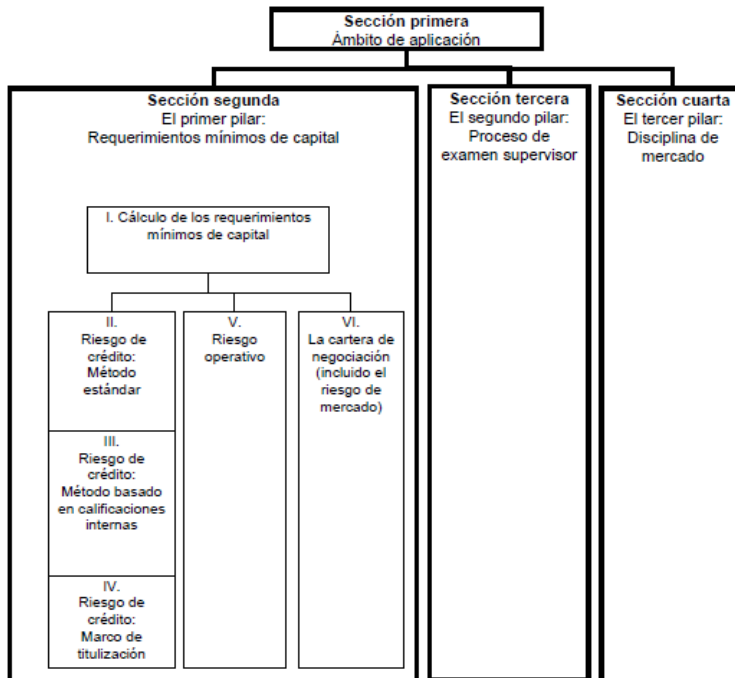 Sección primera
Ámbito de aplicación
Sección segunda
El primer pilar:
Requerimientos mínimos de capital
Sección tercera
El segundo pilar:
Proceso de
examen supervisor
Sección cuarta
El tercer pilar:
Disciplina de
mercado
I. Cálculo de los requerimientos
mínimos de capital
II.
Riesgo de
crédito:
Método
estándar
III.
Riesgo de
crédito:
Método basado
en calificaciones
internas
IV.
Riesgo de
crédito:
Marco de
titulización
V.
Riesgo
operativo
VI.
La cartera de
negociación
(incluido el
riesgo de
mercado)